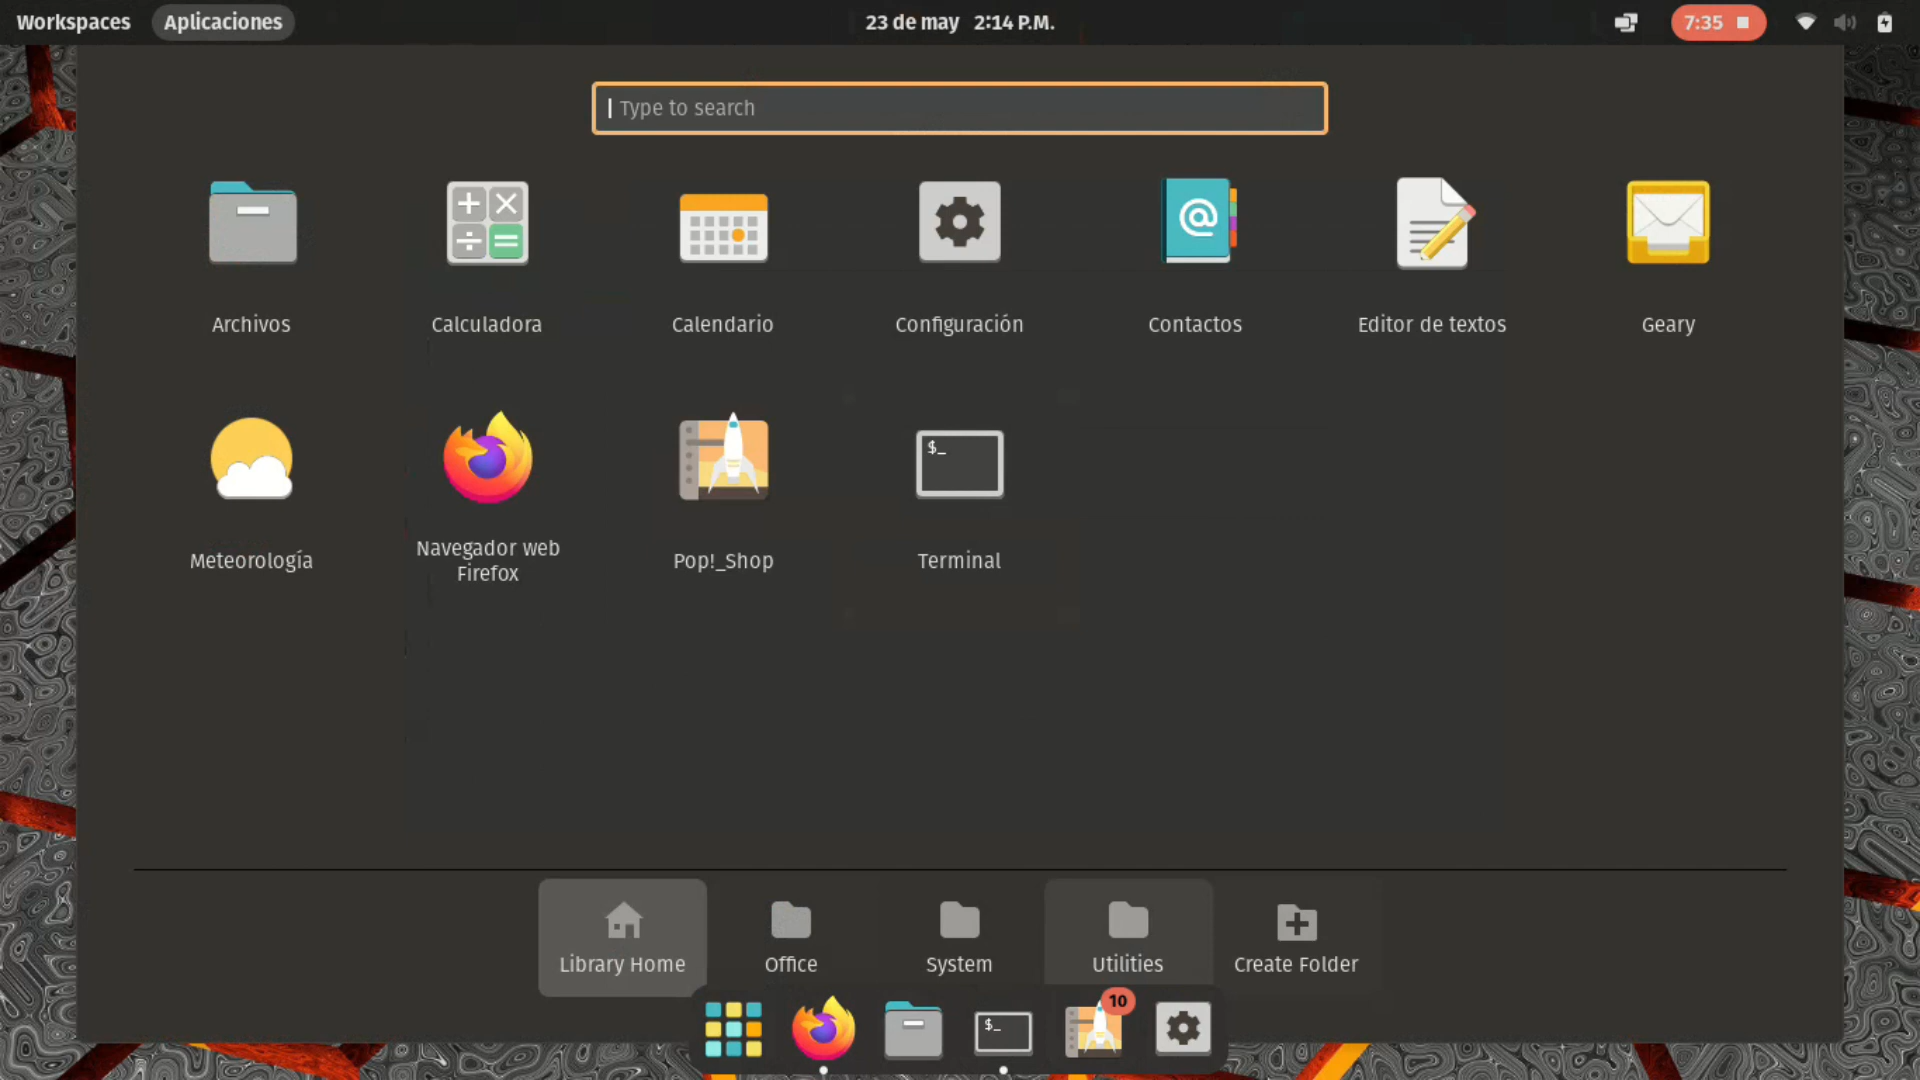 Workspaces Aplicaciones 23 de may 2:14 P.M. 7:35
Type to search
@
$_
Archivos Calculadora Calendario Configuración Contactos Editor de textos Geary
Meteorología Navegador web Firefox Pop!_Shop Terminal
Library Home Office System Utilities Create Folder
10
$_